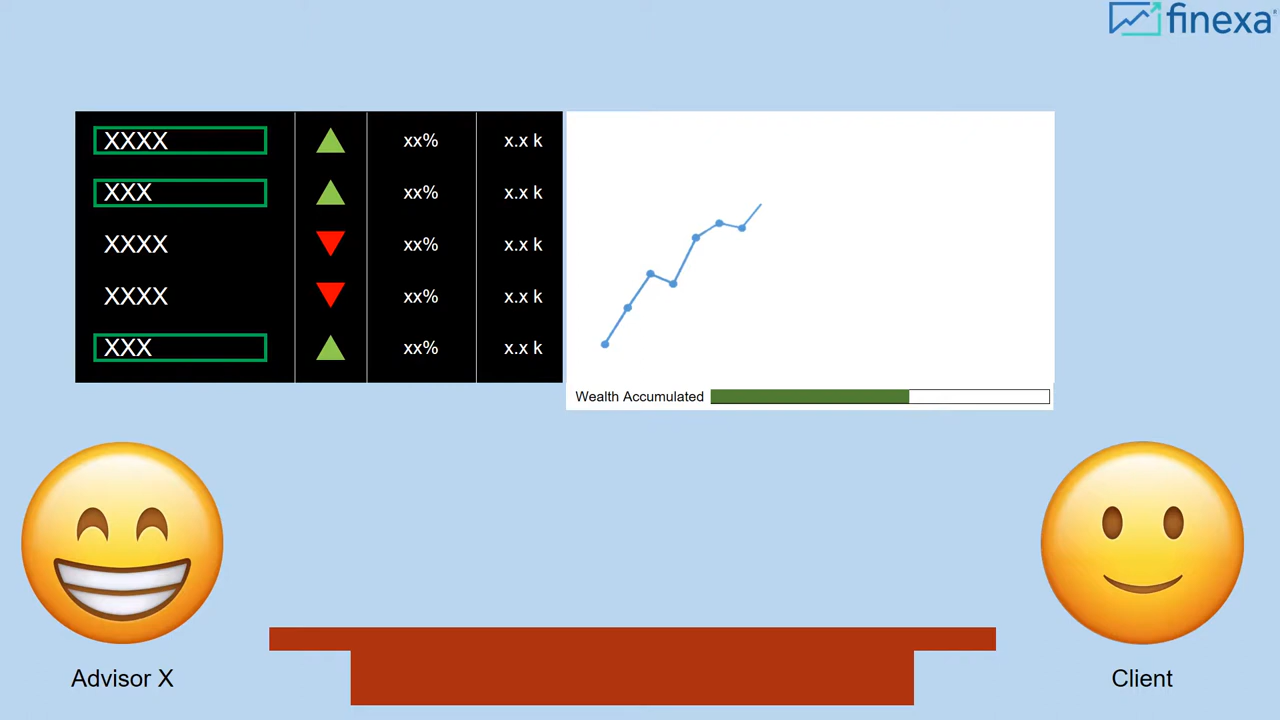 finexa
XXXX xx% x.x k
XXX xx% x.x k
XXXX xx% x.x k
XXXX xx% x.x k
XXX xx% x.x k
Wealth Accumulated
Advisor X
Client